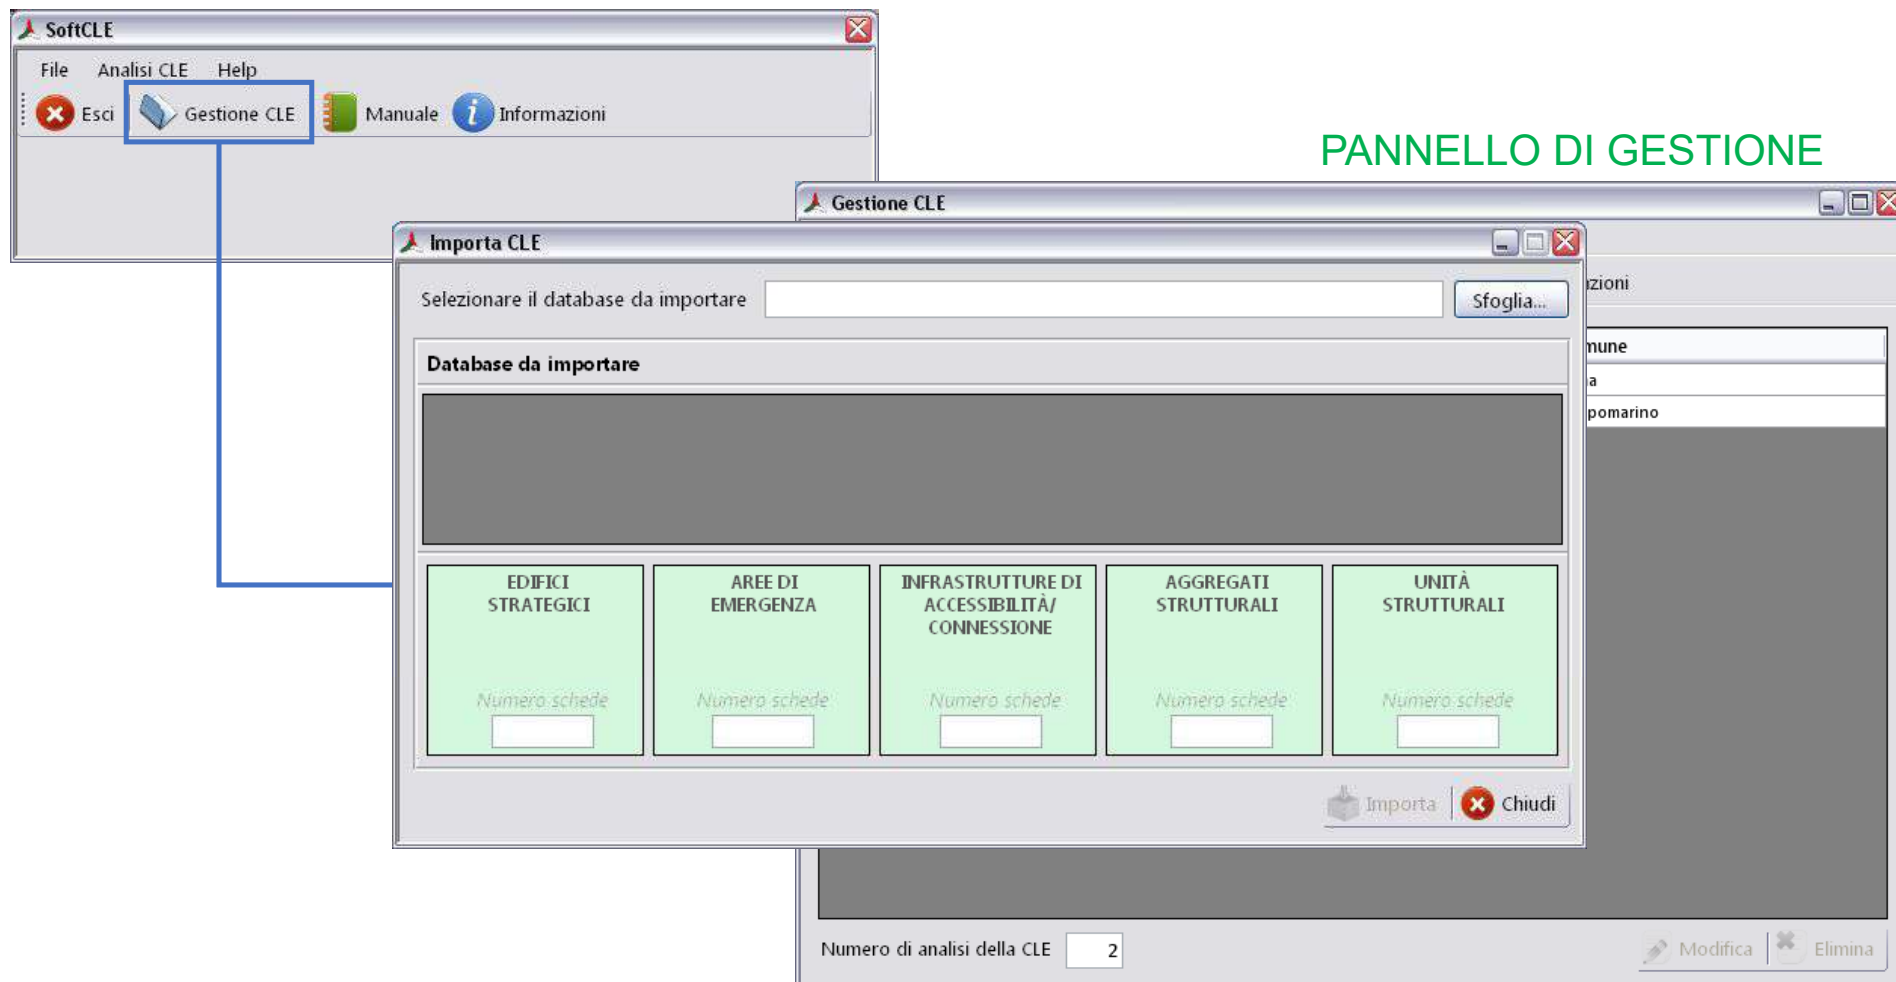 SoftCLE
File Analisi CLE Help
Esci Gestione CLE Manuale Informazioni
PANNELLO DI GESTIONE
Gestione CLE
Importa CLE
Selezionare il database da importare Sfoglia...
Database da importare
EDIFICI STRATEGICI
Numero schede
AREE DI EMERGENZA
Numero schede
INFRASTRUTTURE DI ACCESSIBILITÀ/ CONNESSIONE
Numero schede
AGGREGATI STRUTTURALI
Numero schede
UNITÀ STRUTTURALI
Numero schede
Importa Chiudi
Numero di analisi della CLE 2
Modifica Elimina